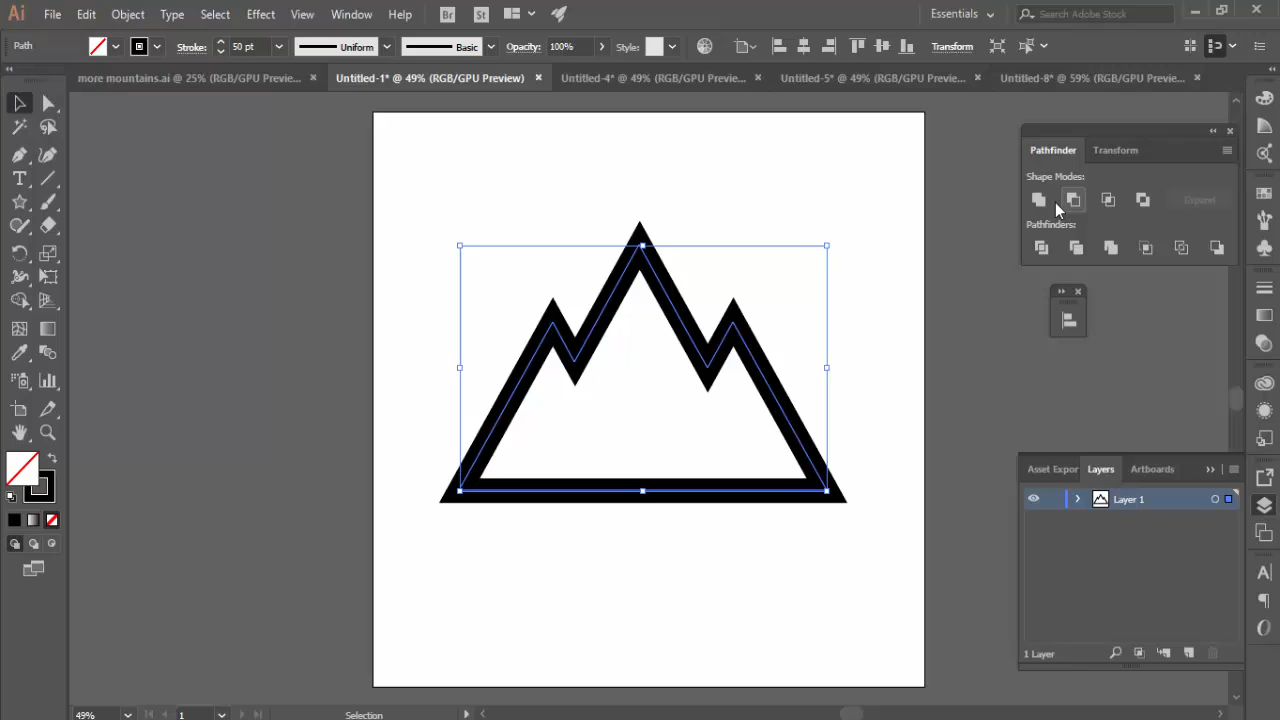 Ai File Edit Object Type Select Effect View Window Help Br St Essentials Search Adobe Stock
Path Stroke: 50 pt Uniform Basic Opacity: 100% Style: Transform
more mountains.ai @ 25% (RGB/GPU Previe... Untitled-1* @ 49% (RGB/GPU Preview) Untitled-4* @ 49% (RGB/GPU Previe... Untitled-5* @ 49% (RGB/GPU Previe... Untitled-8* @ 59% (RGB/GPU Previe...
Pathfinder Transform
Shape Modes:
Expand
Pathfinders:
Asset Expor Layers Artboards
Layer 1
1 Layer
49% 1 Selection